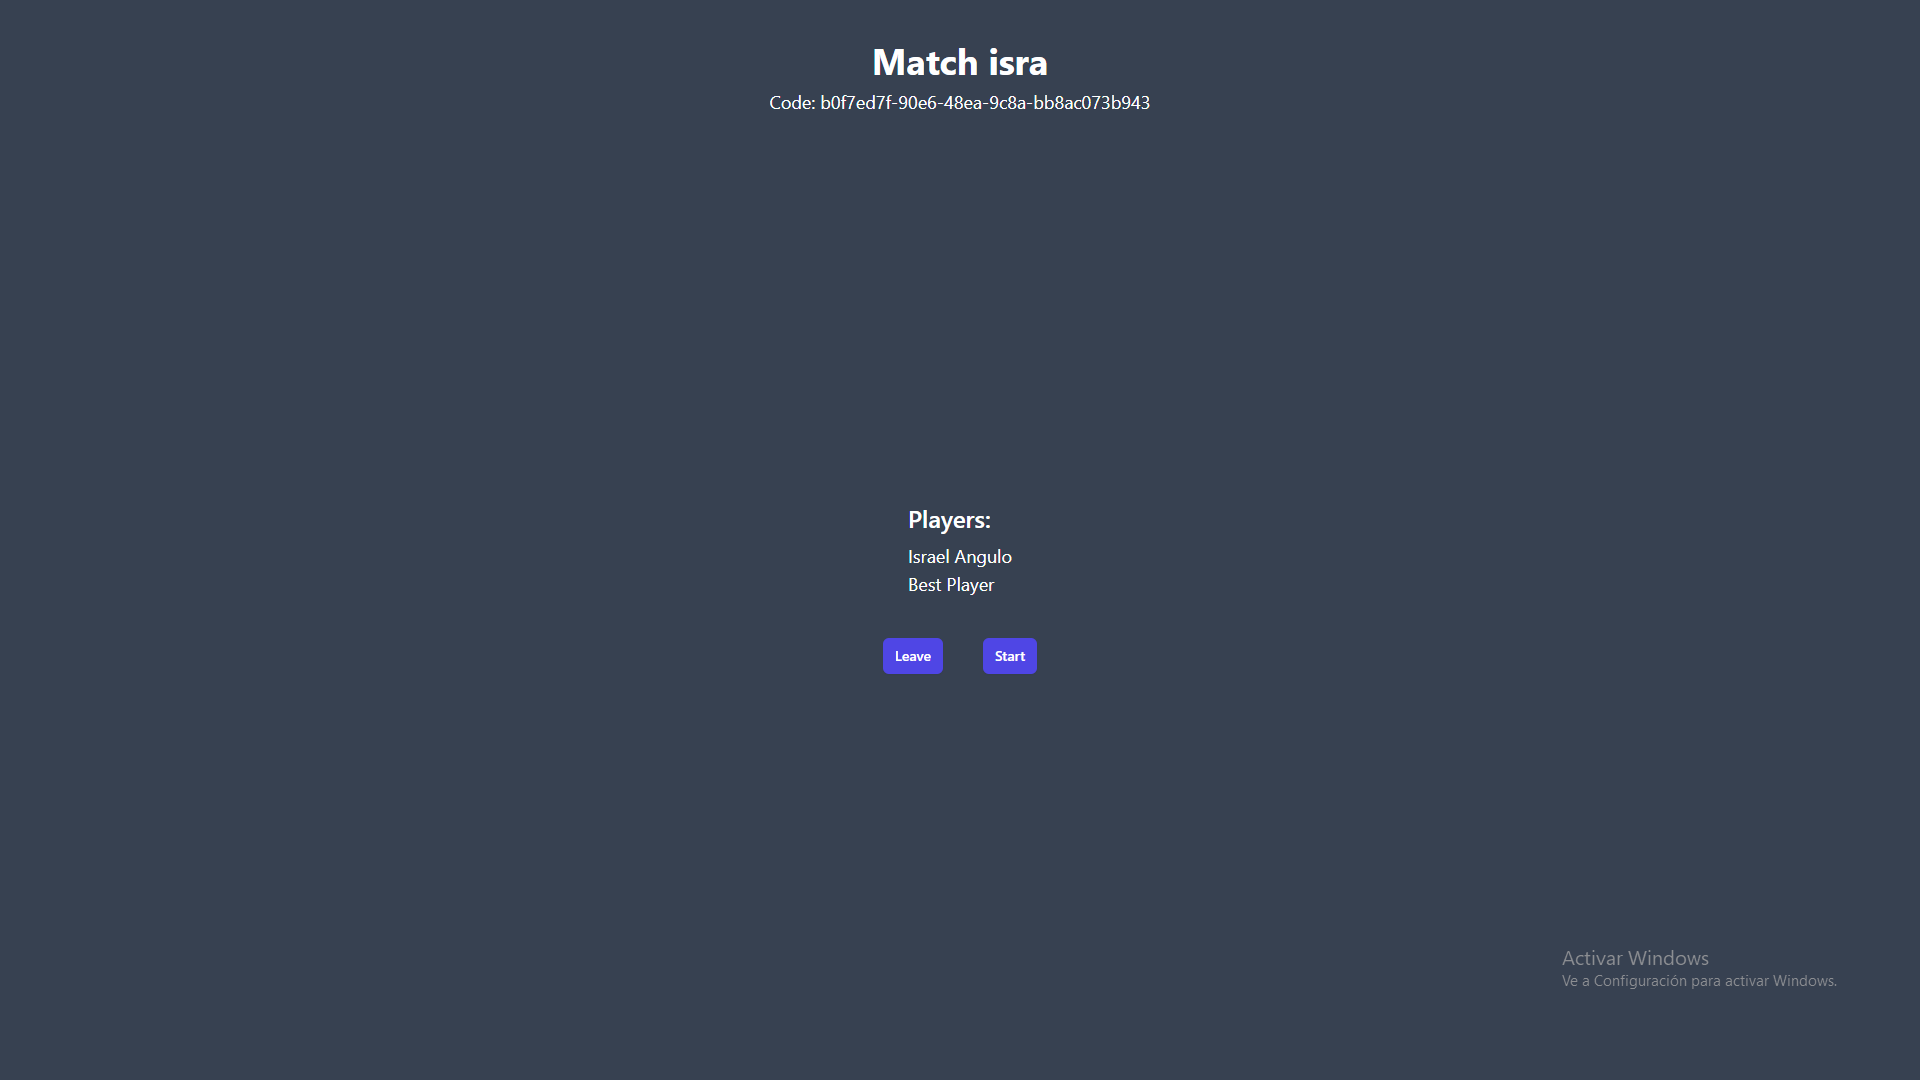 Match isra
Code: b0f7ed7f-90e6-48ea-9c8a-bb8ac073b943
Players:
Israel Angulo
Best Player
Leave
Start
Activar Windows
Ve a Configuración para activar Windows.